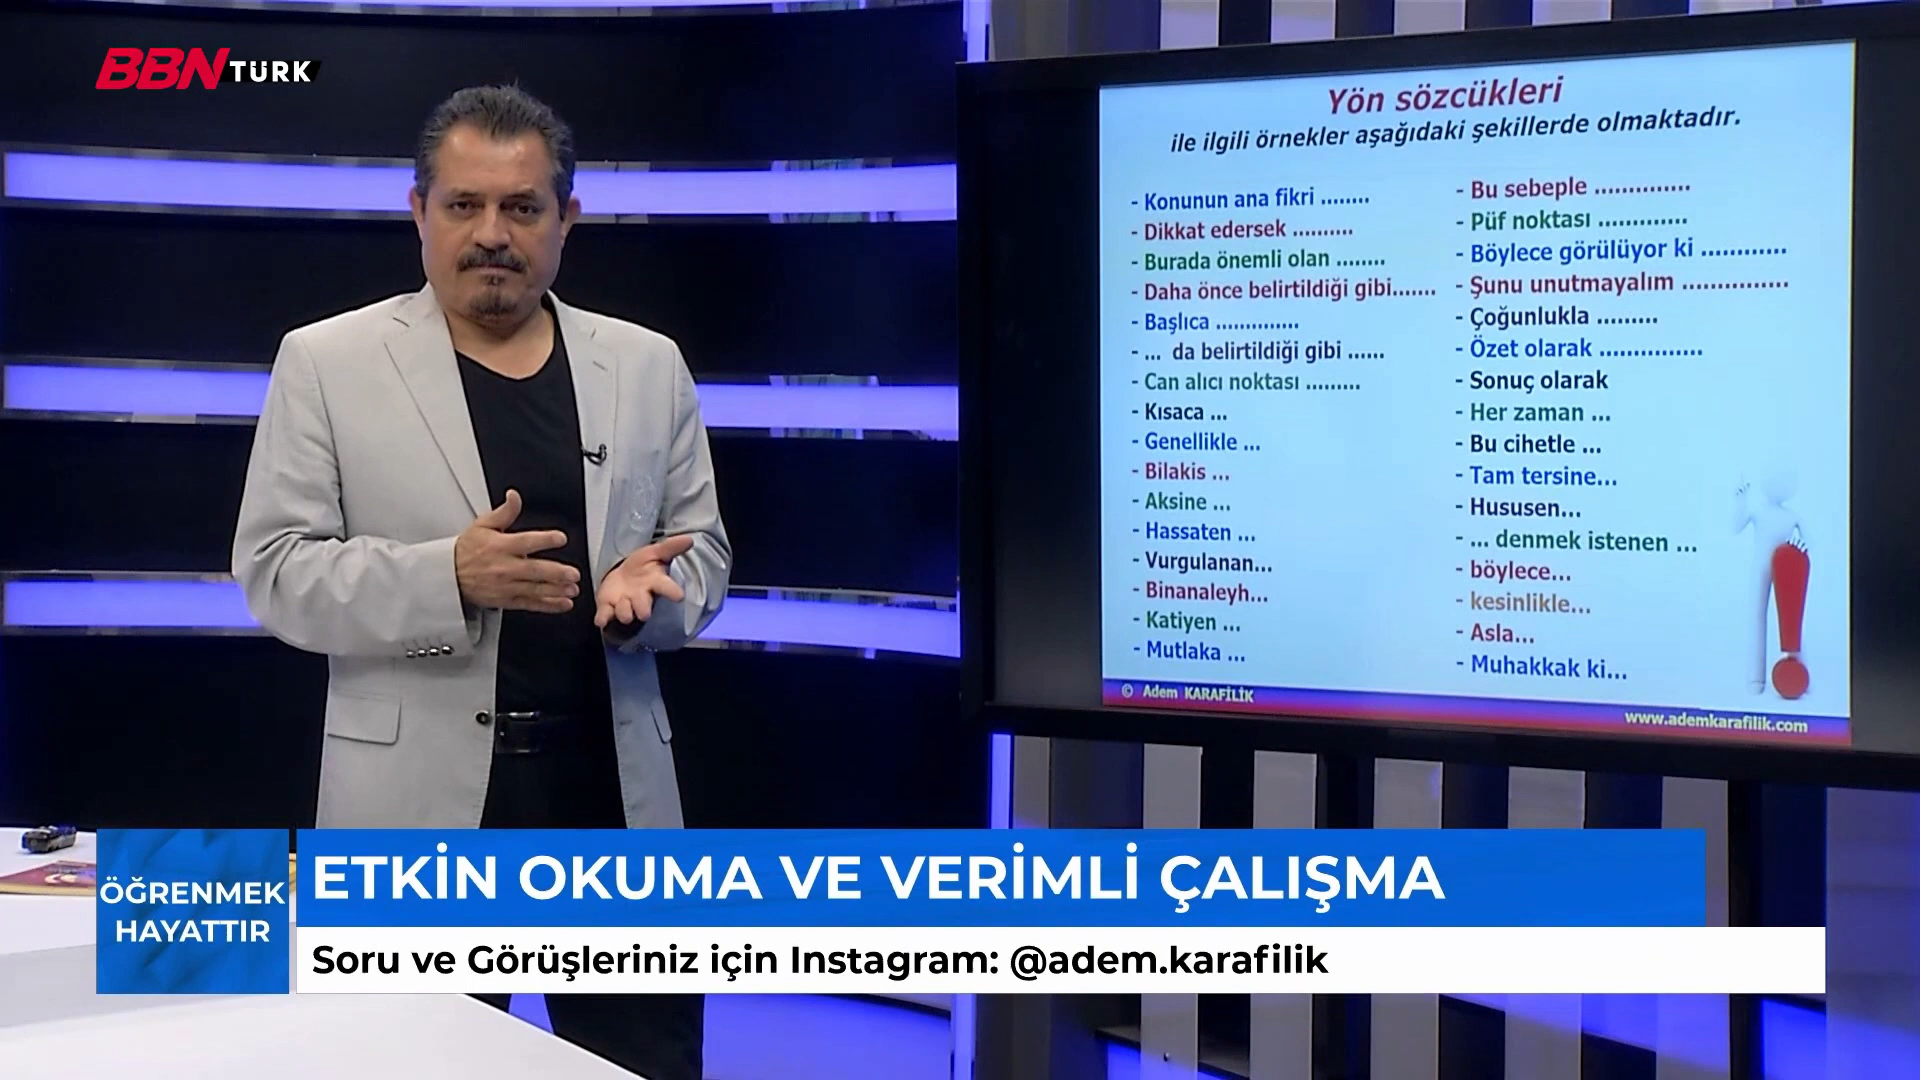 BBN TÜRK
Yön sözcükleri
ile ilgili örnekler aşağıdaki şekillerde olmaktadır.
- Konunun ana fikri ........
- Dikkat edersek ..........
- Burada önemli olan ........
- Daha önce belirtildiği gibi.......
- Başlıca ..............
- ... da belirtildiği gibi ......
- Can alıcı noktası .........
- Kısaca ...
- Genellikle ...
- Bilakis ...
- Aksine ...
- Hassaten ...
- Vurgulanan...
- Binanaleyh...
- Katiyen ...
- Mutlaka ...
- Bu sebeple ..............
- Püf noktası .............
- Böylece görülüyor ki ............
- Şunu unutmayalım ...............
- Çoğunlukla .........
- Özet olarak ...............
- Sonuç olarak
- Her zaman ...
- Bu cihetle ...
- Tam tersine...
- Hususen...
- ... denmek istenen ...
- böylece...
- kesinlikle...
- Asla...
- Muhakkak ki...
© Adem KARAFİLİK
www.ademkarafilik.com
ÖĞRENMEK
HAYATTIR
ETKİN OKUMA VE VERİMLİ ÇALIŞMA
Soru ve Görüşleriniz için Instagram: @adem.karafilik